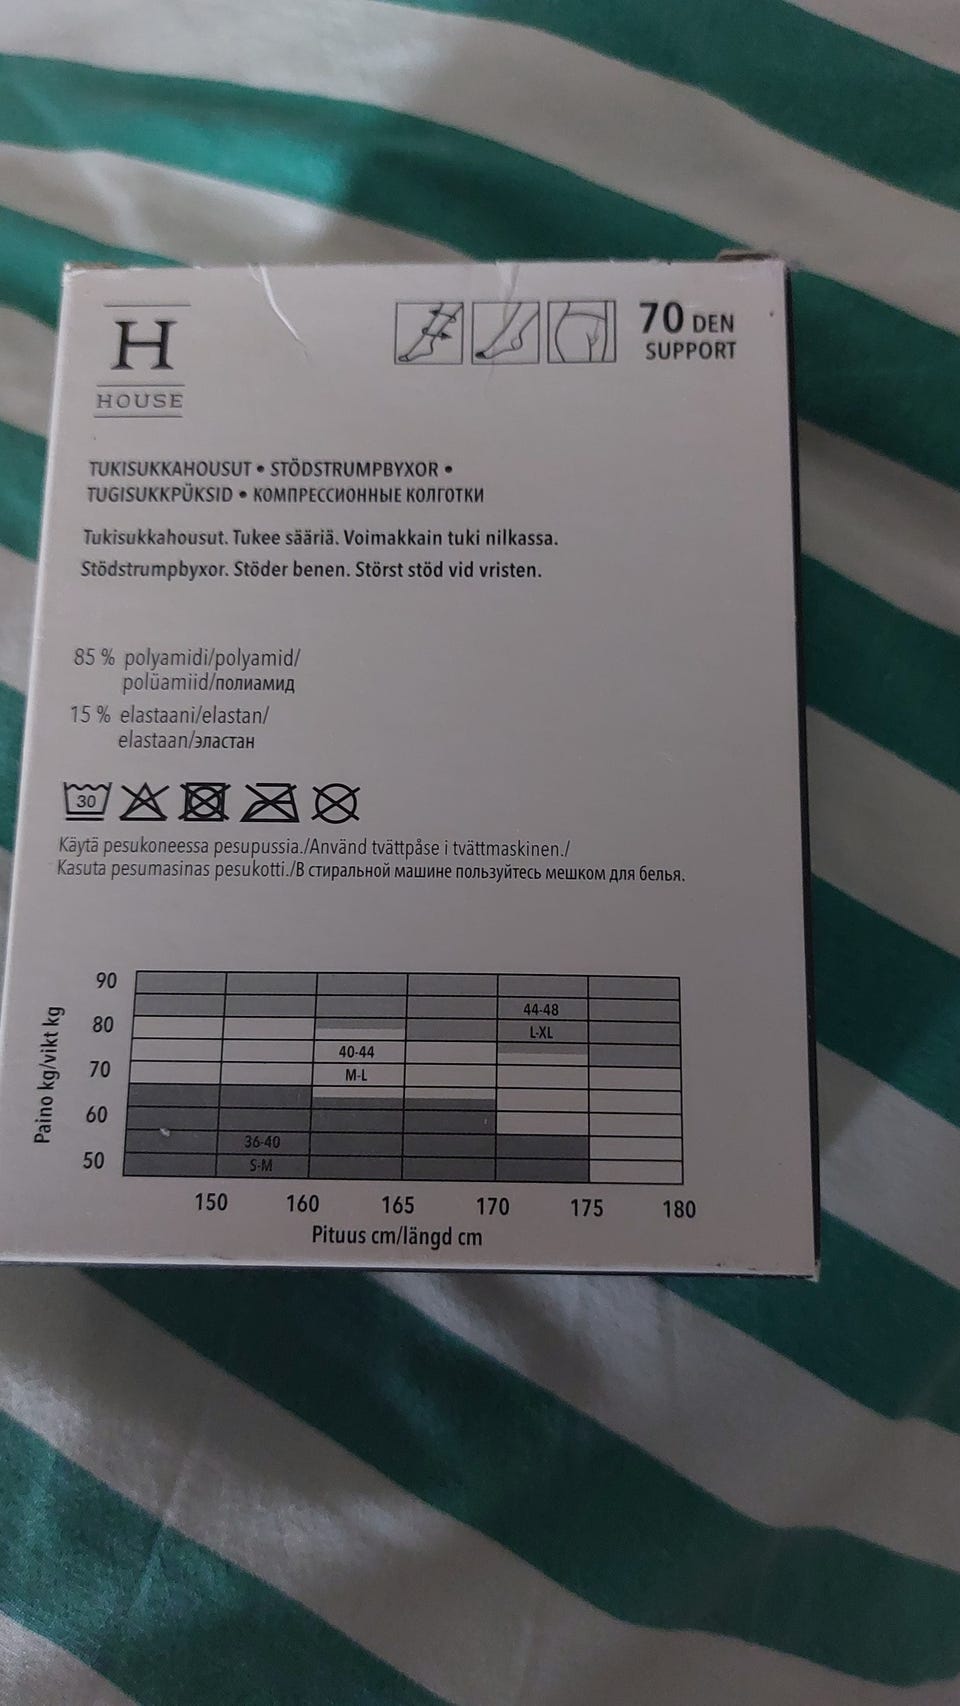 H
HOUSE
70 DEN
SUPPORT
TUKISUKKAHOUSUT • STÖDSTRUMPBYXOR •
TUGISUKKPÜKSID • КОМПРЕССИОННЫЕ КОЛГОТКИ
Tukisukkahousut. Tukee sääriä. Voimakkain tuki nilkassa.
Stödstrumpbyxor. Stöder benen. Störst stöd vid vristen.
85 % polyamidi/polyamid/
polüamiid/полиамид
15 % elastaani/elastan/
elastaan/эластан
30
Käytä pesukoneessa pesupussia./Använd tvättpåse i tvättmaskinen./
Kasuta pesumasinas pesukotti./В стиральной машине пользуйтесь мешком для белья.
Paino kg/vikt kg
90
80
70
60
50
44-48
L-XL
40-44
M-L
36-40
S-M
150 160 165 170 175 180
Pituus cm/längd cm